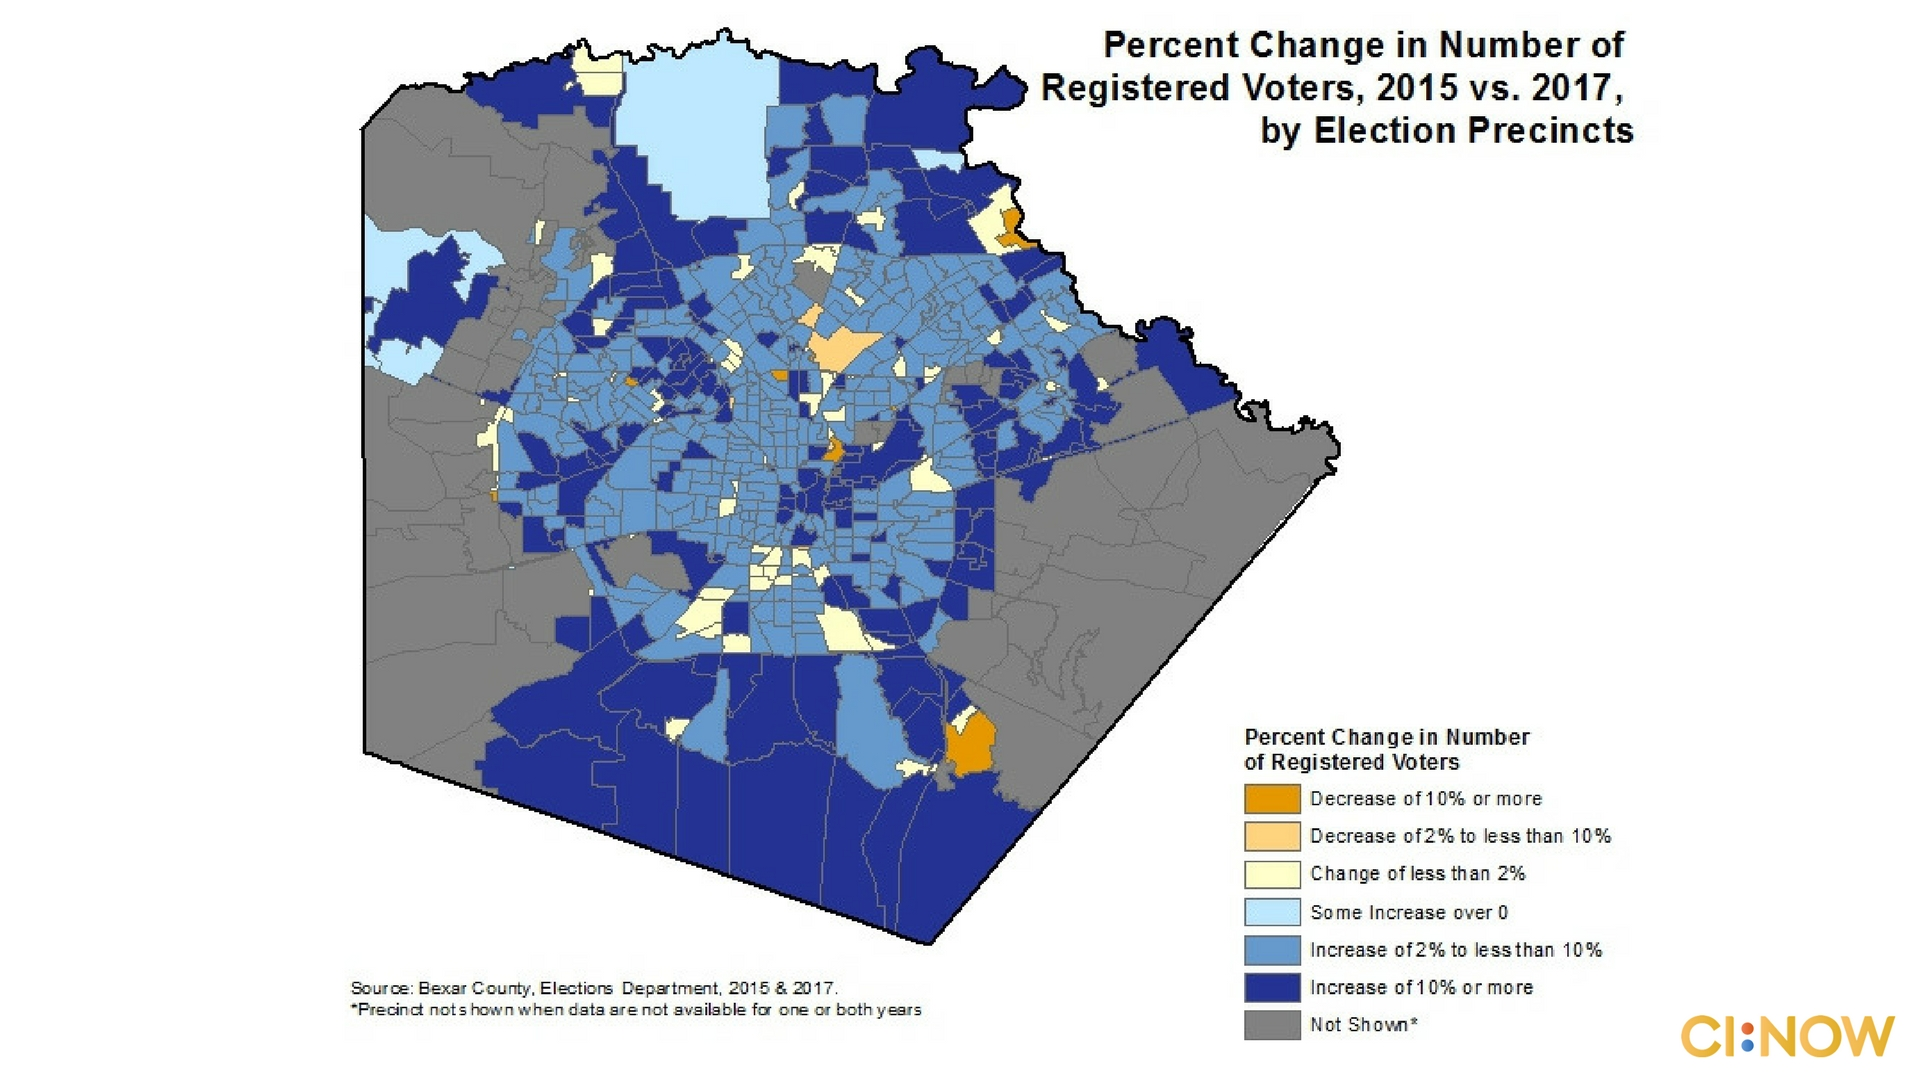 Percent Change in Number of
Registered Voters, 2015 vs. 2017,
by Election Precincts
Percent Change in Number
of Registered Voters
Decrease of 10% or more
Decrease of 2% to less than 10%
Change of less than 2%
Some Increase over 0
Increase of 2% to less than 10%
Increase of 10% or more
Not Shown*
Source: Bexar County, Elections Department, 2015 & 2017.
*Precinct not shown when data are not available for one or both years
CI:NOW